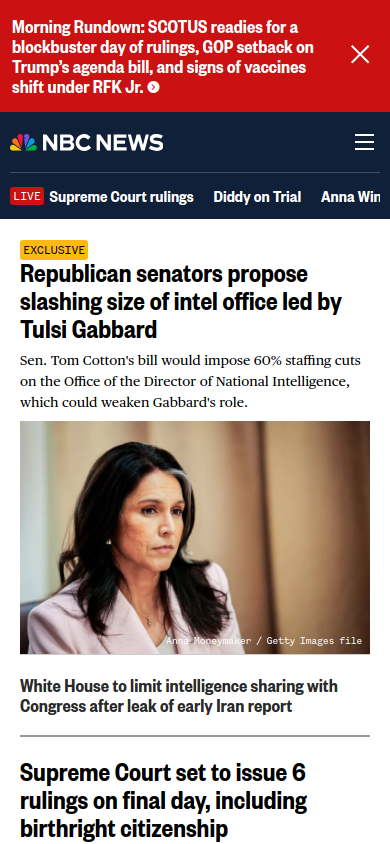 Morning Rundown: SCOTUS readies for a
blockbuster day of rulings, GOP setback on
Trump’s agenda bill, and signs of vaccines
shift under RFK Jr.
NBC NEWS
LIVE Supreme Court rulings Diddy on Trial Anna Win
EXCLUSIVE
Republican senators propose
slashing size of intel office led by
Tulsi Gabbard
Sen. Tom Cotton's bill would impose 60% staffing cuts
on the Office of the Director of National Intelligence,
which could weaken Gabbard's role.
Anna Moneymaker / Getty Images file
White House to limit intelligence sharing with
Congress after leak of early Iran report
Supreme Court set to issue 6
rulings on final day, including
birthright citizenship